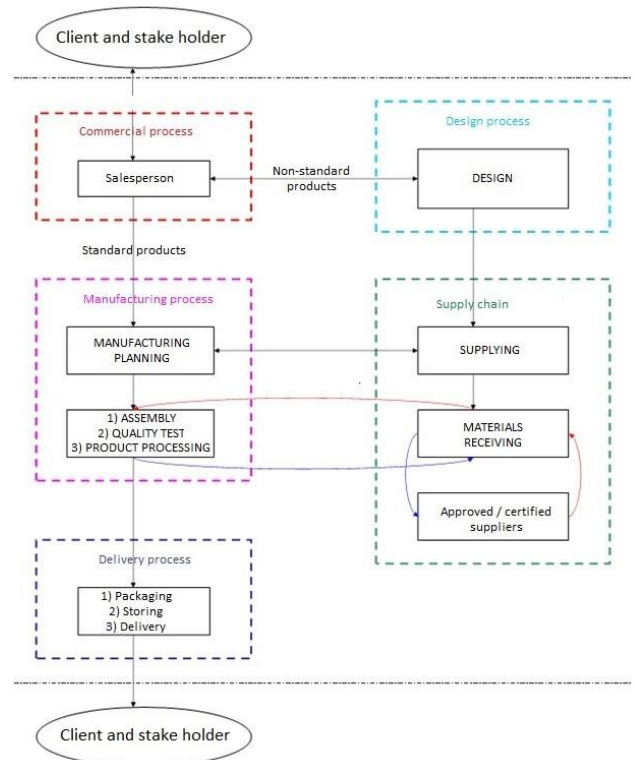 Client and stake holder
Commercial process
Salesperson
Non-standard
products
Design process
DESIGN
Standard products
Manufacturing process
MANUFACTURING
PLANNING
Supply chain
SUPPLYING
1) ASSEMBLY
2) QUALITY TEST
3) PRODUCT PROCESSING
MATERIALS
RECEIVING
Approved / certified
suppliers
Delivery process
1) Packaging
2) Storing
3) Delivery
Client and stake holder